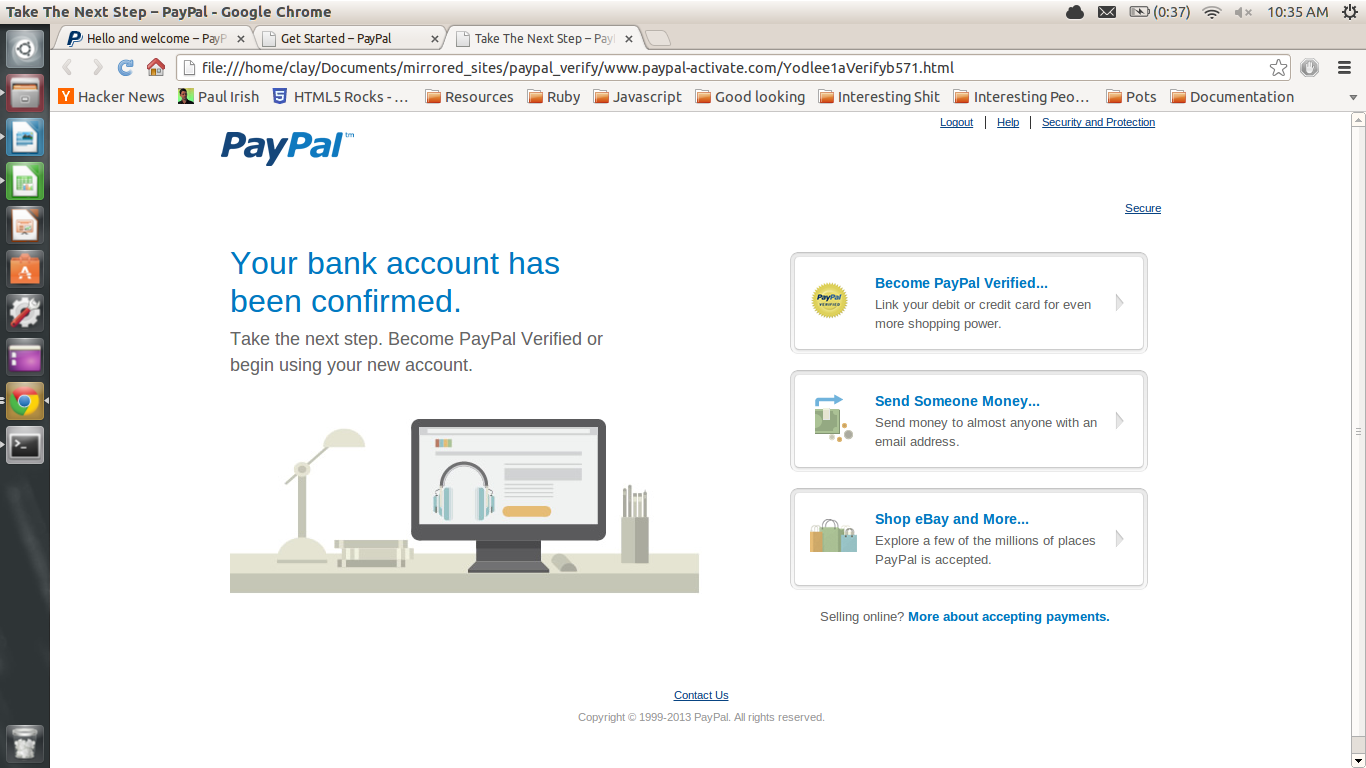 Take The Next Step – PayPal - Google Chrome
(0:37)
10:35 AM
Hello and welcome – PayP
Get Started – PayPal
Take The Next Step – Pay
file:///home/clay/Documents/mirrored_sites/paypal_verify/www.paypal-activate.com/Yodlee1aVerifyb571.html
Hacker News
Paul Irish
HTML5 Rocks - ...
Resources
Ruby
Javascript
Good looking
Interesting Shit
Interesting Peo...
Pots
Documentation
Logout
Help
Security and Protection
PayPal™
Secure
Your bank account has
been confirmed.
Take the next step. Become PayPal Verified or
begin using your new account.
PayPal
VERIFIED
Become PayPal Verified...
Link your debit or credit card for even
more shopping power.
Send Someone Money...
Send money to almost anyone with an
email address.
Shop eBay and More...
Explore a few of the millions of places
PayPal is accepted.
Selling online? More about accepting payments.
Contact Us
Copyright © 1999-2013 PayPal. All rights reserved.